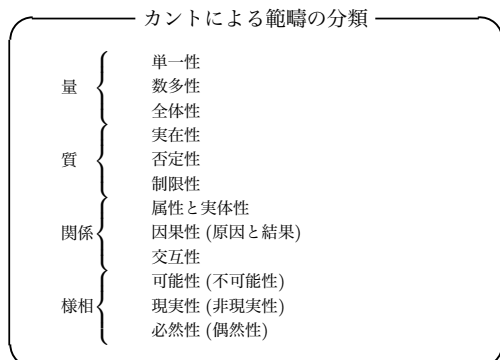 カントによる範疇の分類
単一性
量 数多性
全体性
実在性
質 否定性
制限性
属性と実体性
関係 因果性 (原因と結果)
交互性
可能性 (不可能性)
様相 現実性 (非現実性)
必然性 (偶然性)